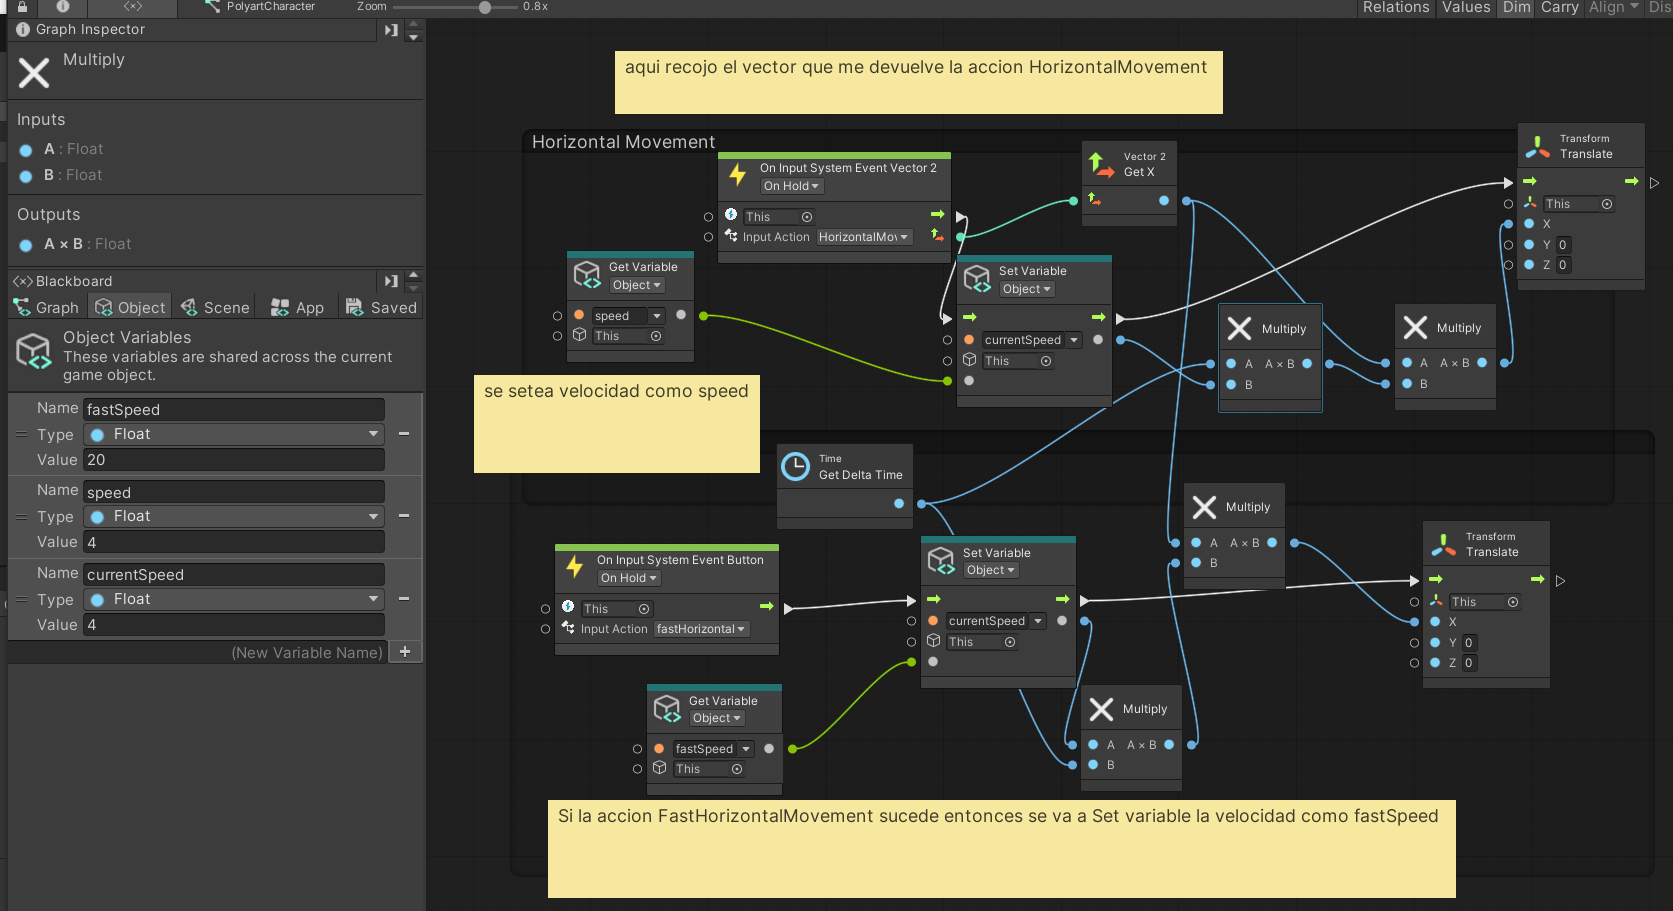 PolyartCharacter
Zoom
0.8x
Relations
Values
Dim
Carry
Align
Dis
Graph Inspector
Multiply
Inputs
A : Float
B : Float
Outputs
A × B : Float
Blackboard
Graph
Object
Scene
App
Saved
Object Variables
These variables are shared across the current
game object.
Name fastSpeed
Type Float
Value 20
Name speed
Type Float
Value 4
Name currentSpeed
Type Float
Value 4
(New Variable Name) +
aqui recojo el vector que me devuelve la accion HorizontalMovement
Horizontal Movement
On Input System Event Vector 2
On Hold
This
Input Action HorizontalMov
Vector 2
Get X
Transform
Translate
This
X
Y 0
Z 0
Get Variable
Object
speed
This
Set Variable
Object
currentSpeed
This
Multiply
A A × B
B
Multiply
A A × B
B
se setea velocidad como speed
Time
Get Delta Time
On Input System Event Button
On Hold
This
Input Action fastHorizontal
Set Variable
Object
currentSpeed
This
Multiply
A A × B
B
Transform
Translate
This
X
Y 0
Z 0
Get Variable
Object
fastSpeed
This
Multiply
A A × B
B
Si la accion FastHorizontalMovement sucede entonces se va a Set variable la velocidad como fastSpeed